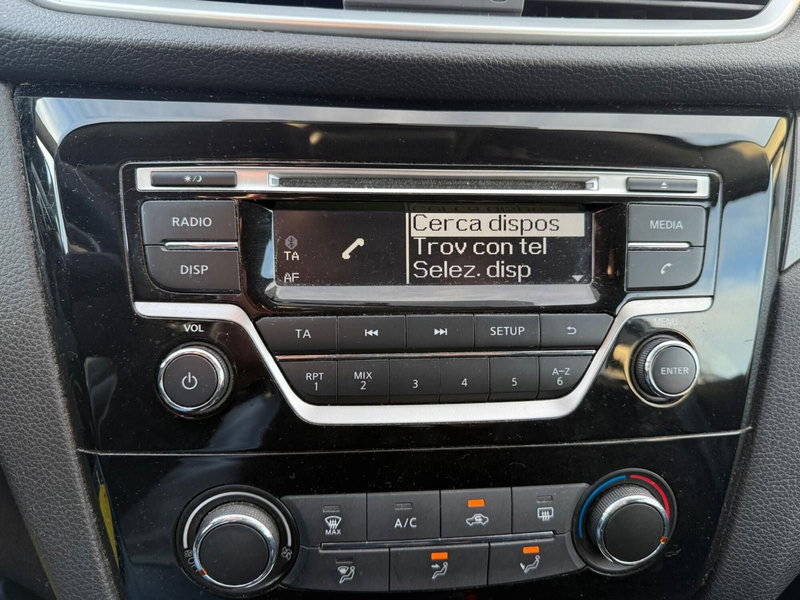 RADIO
DISP
TA
AF
Cerca dispos
Trov con tel
Selez. disp
MEDIA
VOL
TA
SETUP
MENU
RPT
1
MIX
2
3
4
5
A-Z
6
ENTER
MAX
A/C